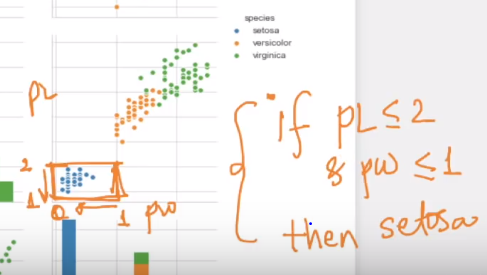 species
setosa
versicolor
virginica
PL
if PL ≤ 2
& pw ≤ 1
then setosa
2
1
0
1
pw